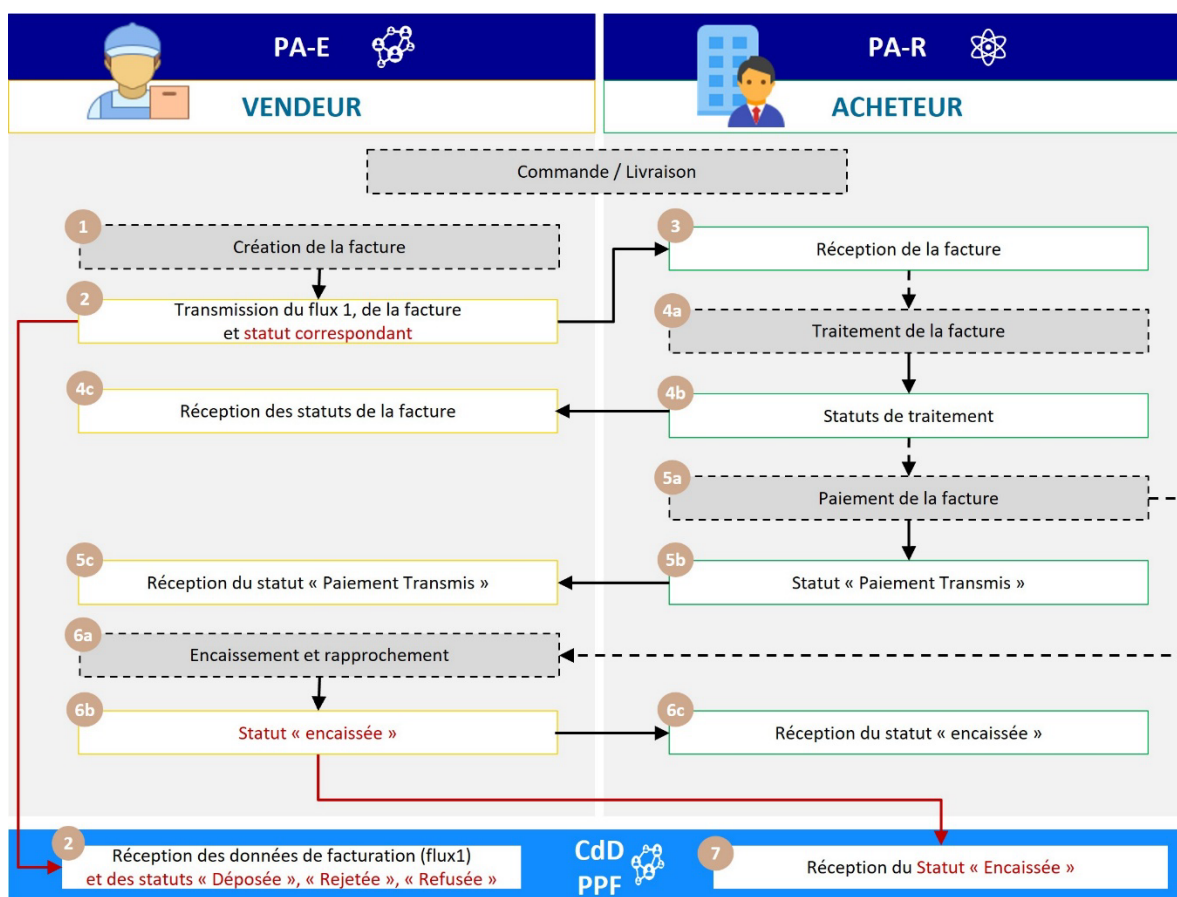 PA-E
PA-R
VENDEUR
ACHETEUR
Commande / Livraison
1
Création de la facture
3
Réception de la facture
2
Transmission du flux 1, de la facture
et statut correspondant
4a
Traitement de la facture
4c
Réception des statuts de la facture
4b
Statuts de traitement
5a
Paiement de la facture
5c
Réception du statut « Paiement Transmis »
5b
Statut « Paiement Transmis »
6a
Encaissement et rapprochement
6b
Statut « encaissée »
6c
Réception du statut « encaissée »
2
Réception des données de facturation (flux1)
et des statuts « Déposée », « Rejetée », « Refusée »
CdD
PPF
7
Réception du Statut « Encaissée »